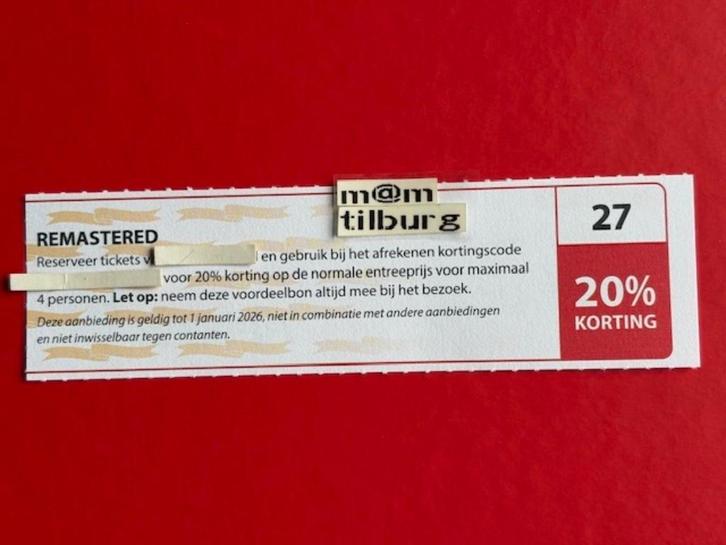 m@m
tilburg
REMASTERED
Reserveer tickets en gebruik bij het afrekenen kortingscode
voor 20% korting op de normale entreeprijs voor maximaal
4 personen. Let op: neem deze voordeelbon altijd mee bij het bezoek.
Deze aanbieding is geldig tot 1 januari 2026, niet in combinatie met andere aanbiedingen
en niet inwisselbaar tegen contanten.
27
20%
KORTING